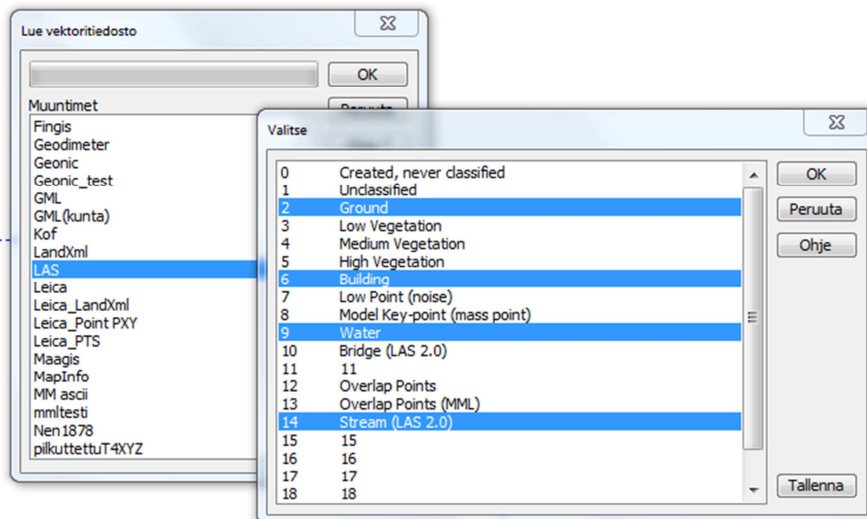 Lue vektoritiedosto
OK
Muuntimet
Peruuta
Fingis
Geodimeter
Geonic
Geonic_test
GML
GML(kunta)
Kof
LandXml
LAS
Leica
Leica_LandXml
Leica_Point PXY
Leica_PTS
Maagis
MapInfo
MM ascii
mmltesti
Nen1878
pilkuttettuT4XYZ
Valitse
0 Created, never classified
1 Unclassified
2 Ground
3 Low Vegetation
4 Medium Vegetation
5 High Vegetation
6 Building
7 Low Point (noise)
8 Model Key-point (mass point)
9 Water
10 Bridge (LAS 2.0)
11 11
12 Overlap Points
13 Overlap Points (MML)
14 Stream (LAS 2.0)
15 15
16 16
17 17
18 18
OK
Peruuta
Ohje
Tallenna